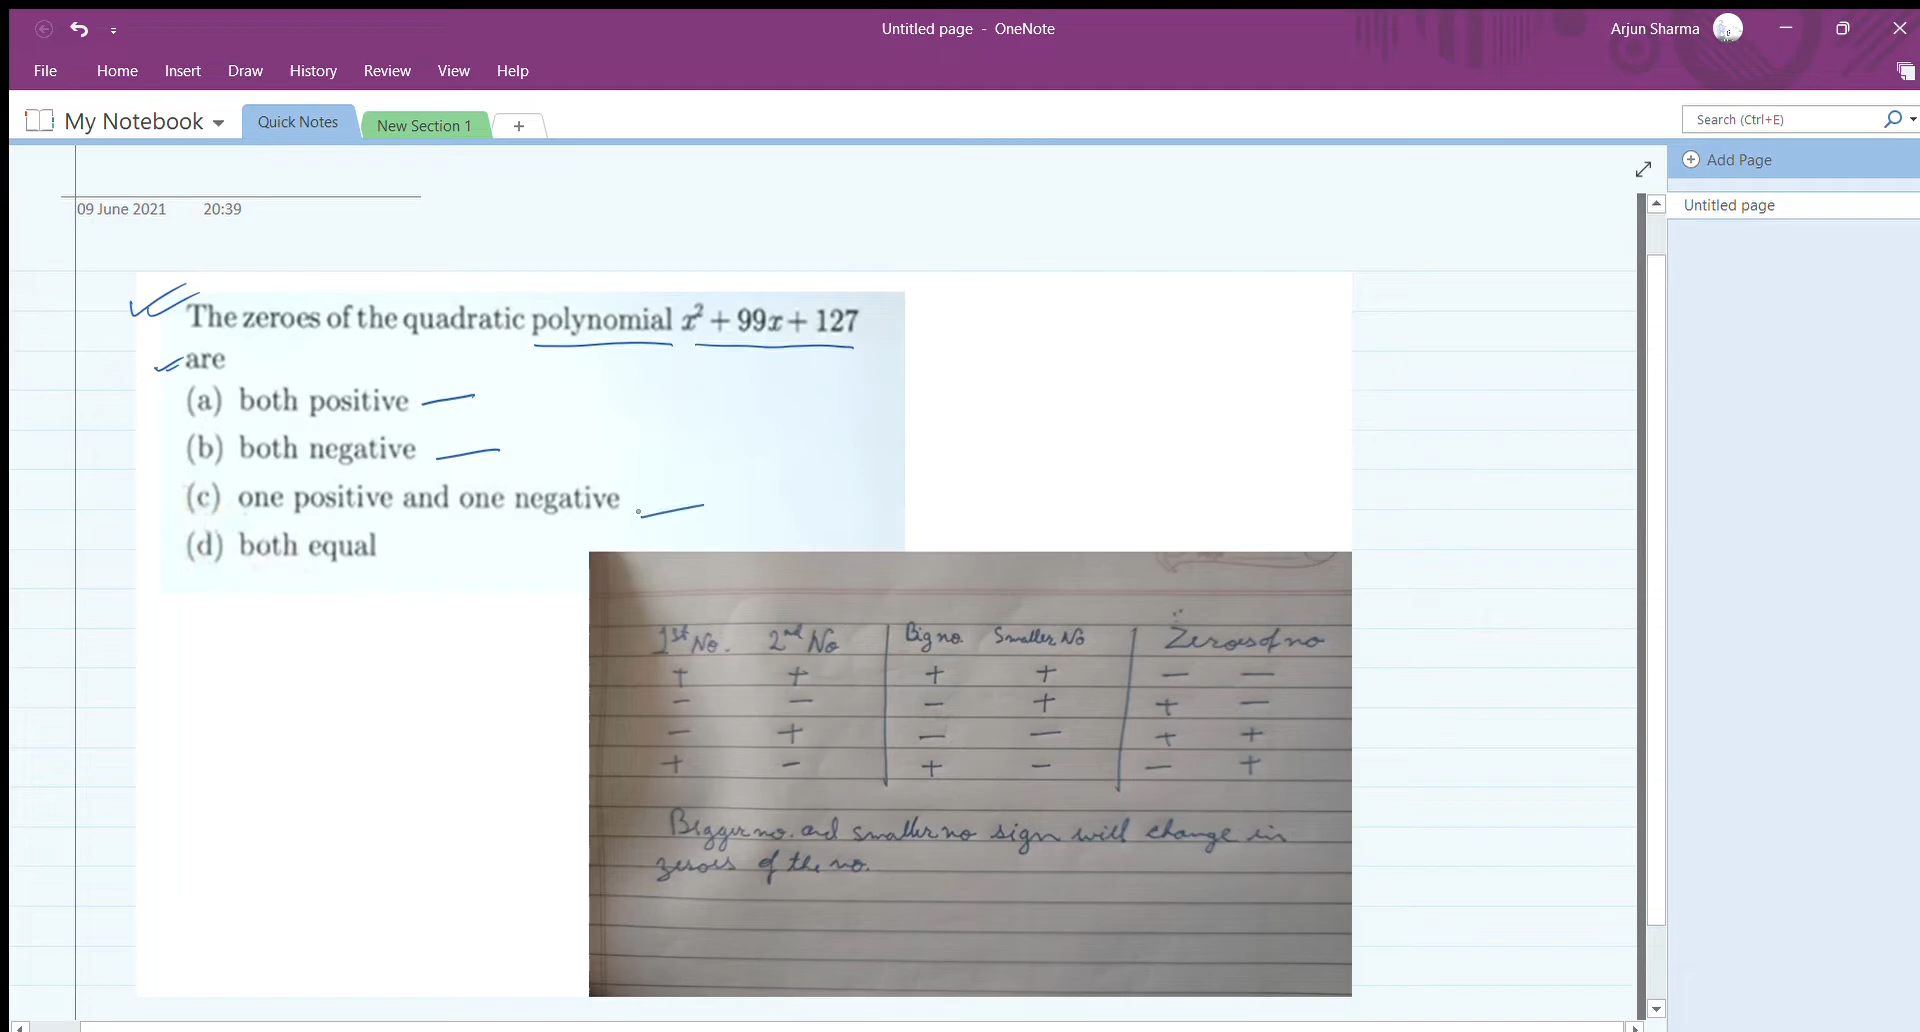 Untitled page - OneNote
Arjun Sharma
File Home Insert Draw History Review View Help
My Notebook
Quick Notes
New Section 1
+
Search (Ctrl+E)
Add Page
Untitled page
09 June 2021 20:39
The zeroes of the quadratic polynomial x² + 99x + 127
are
(a) both positive
(b) both negative
(c) one positive and one negative
(d) both equal
1st No. 2nd No Big no. Smaller No Zeroes of no
+ + + + — —
— — — + + —
— + — — + +
+ — + — — +
Bigger no. and smaller no sign will change in
zeroes of the no.